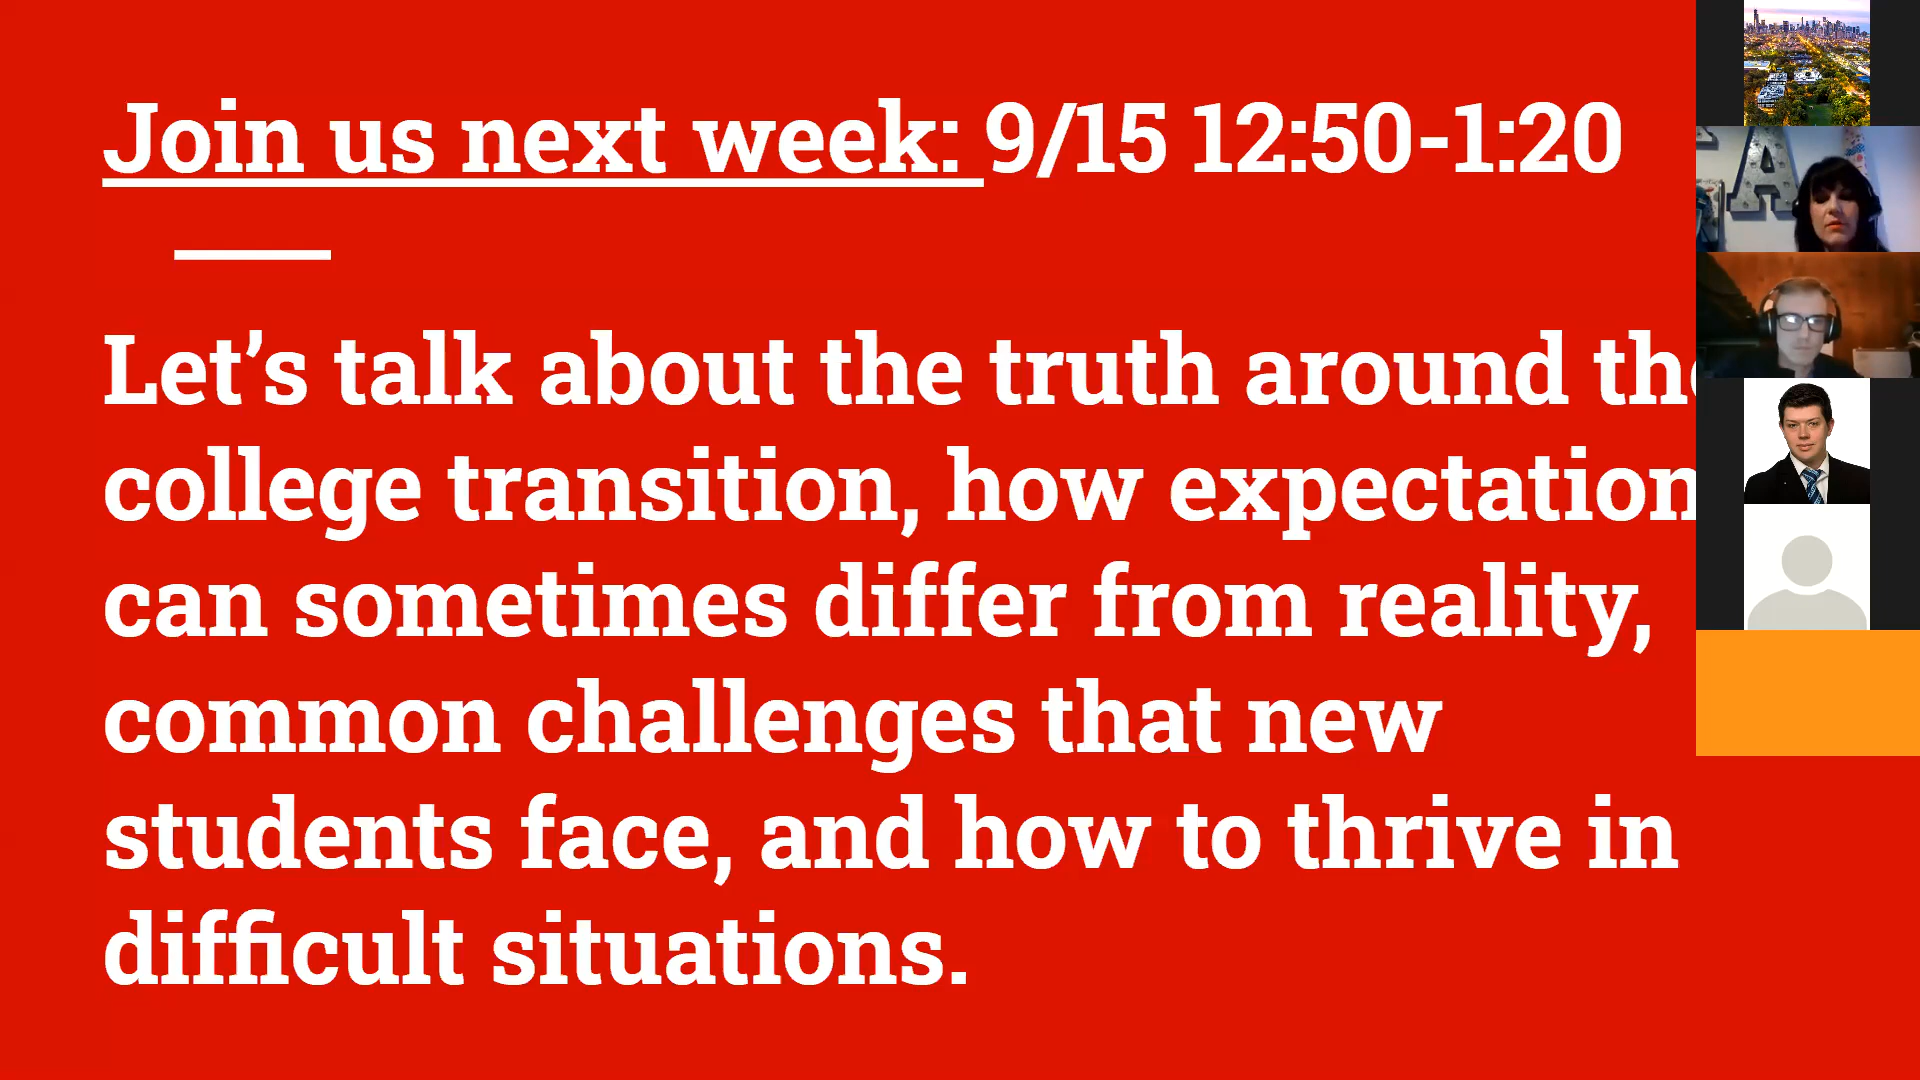 Join us next week: 9/15 12:50-1:20
A
Let's talk about the truth around the
college transition, how expectation
can sometimes differ from reality,
common challenges that new
students face, and how to thrive in
difficult situations.